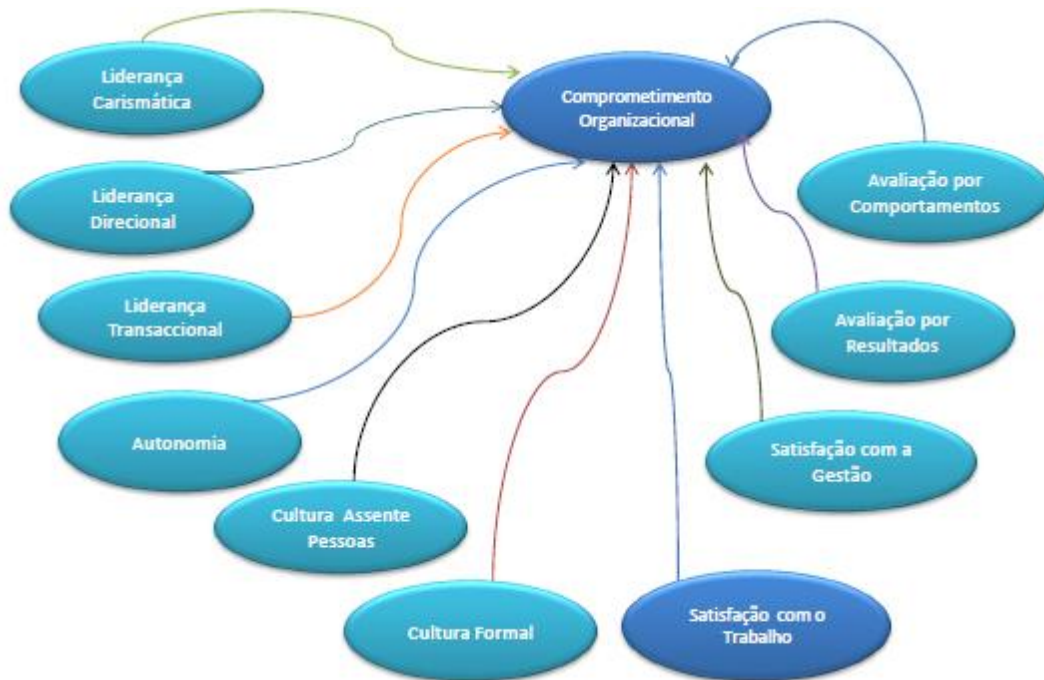 Liderança
Carismática
Comprometimento
Organizacional
Avaliação por
Comportamentos
Liderança
Direcional
Liderança
Transaccional
Avaliação por
Resultados
Autonomia
Satisfação com a
Gestão
Cultura Assente
Pessoas
Cultura Formal
Satisfação com o
Trabalho